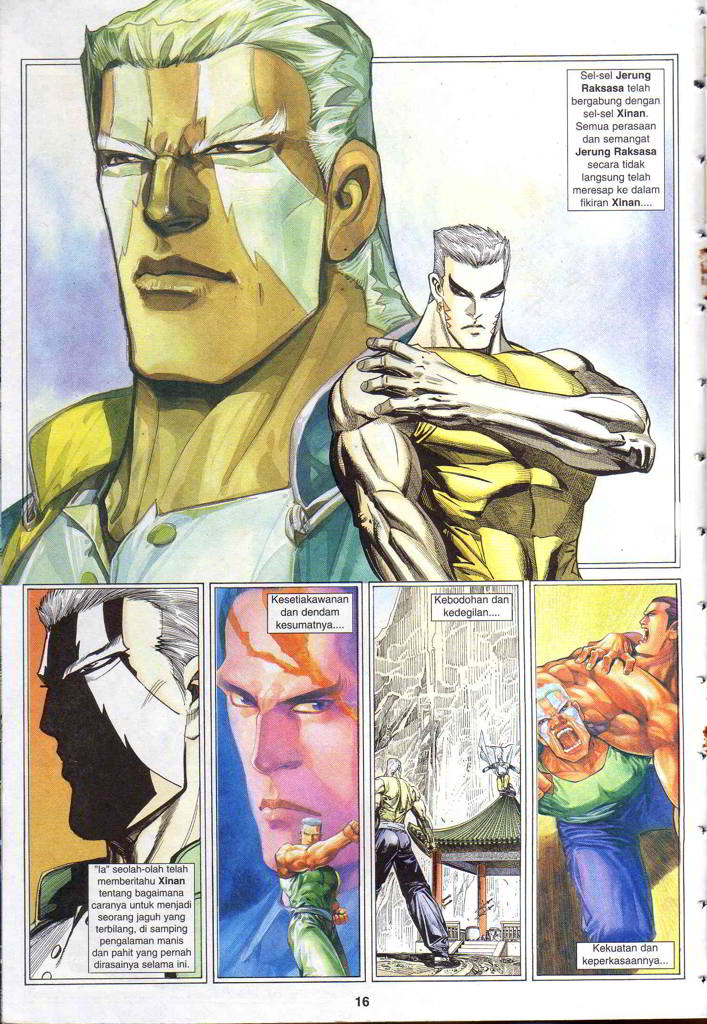 Sel-sel Jerung
Raksasa telah
bergabung dengan
sel-sel Xinan.
Semua perasaan
dan semangat
Jerung Raksasa
secara tidak
langsung telah
meresap ke dalam
fikiran Xinan....
"Ia" seolah-olah telah
memberitahu Xinan
tentang bagaimana
caranya untuk menjadi
seorang jaguh yang
terbilang, di samping
pengalaman manis
dan pahit yang pernah
dirasainya selama ini.
Kesetiakawanan
dan dendam
kesumatnya....
Kebodohan dan
kedegilan....
Kekuatan dan
keperkasaannya...
16